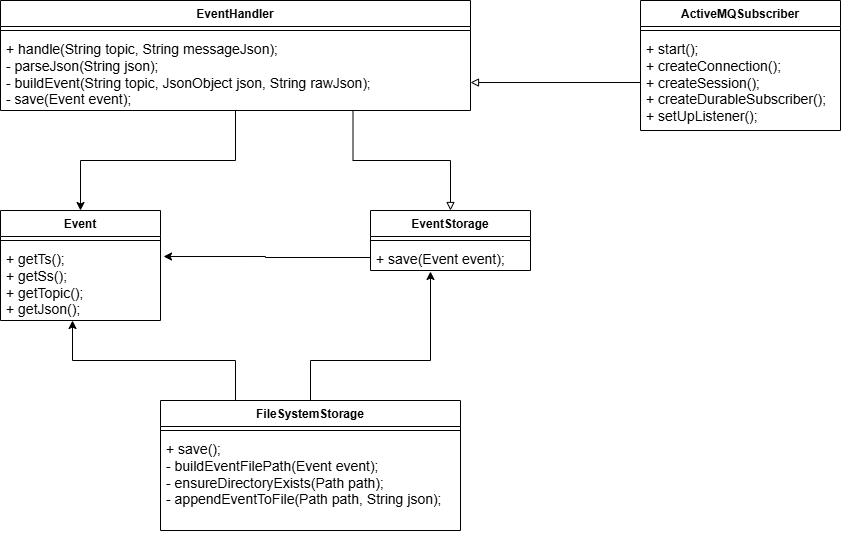 EventHandler
+ handle(String topic, String messageJson);
- parseJson(String json);
- buildEvent(String topic, JsonObject json, String rawJson);
- save(Event event);
ActiveMQSubscriber
+ start();
+ createConnection();
+ createSession();
+ createDurableSubscriber();
+ setUpListener();
Event
+ getTs();
+ getSs();
+ getTopic();
+ getJson();
EventStorage
+ save(Event event);
FileSystemStorage
+ save();
- buildEventFilePath(Event event);
- ensureDirectoryExists(Path path);
- appendEventToFile(Path path, String json);